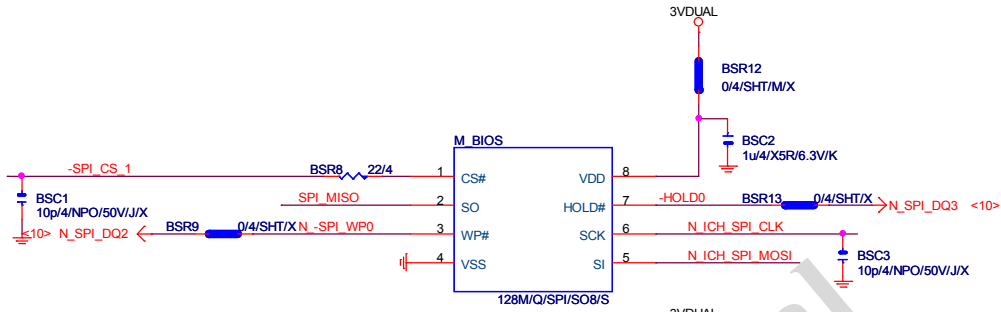 3VDUAL
BSR12
0/4/SHT/M/X
M_BIOS
BSC2
1u/4/X5R/6.3V/K
-SPI_CS_1
BSR8 22/4
1 CS# VDD 8
BSC1
10p/4/NPO/50V/J/X
SPI_MISO
2 SO HOLD# 7
-HOLD0
BSR13 0/4/SHT/X
N_SPI_DQ3 <10>
<10> N_SPI_DQ2
BSR9 0/4/SHT/X
N_-SPI_WP0
3 WP# SCK 6
N_ICH_SPI_CLK
4 VSS SI 5
N_ICH_SPI_MOSI
BSC3
10p/4/NPO/50V/J/X
128M/Q/SPI/SO8/S
3VDUAL